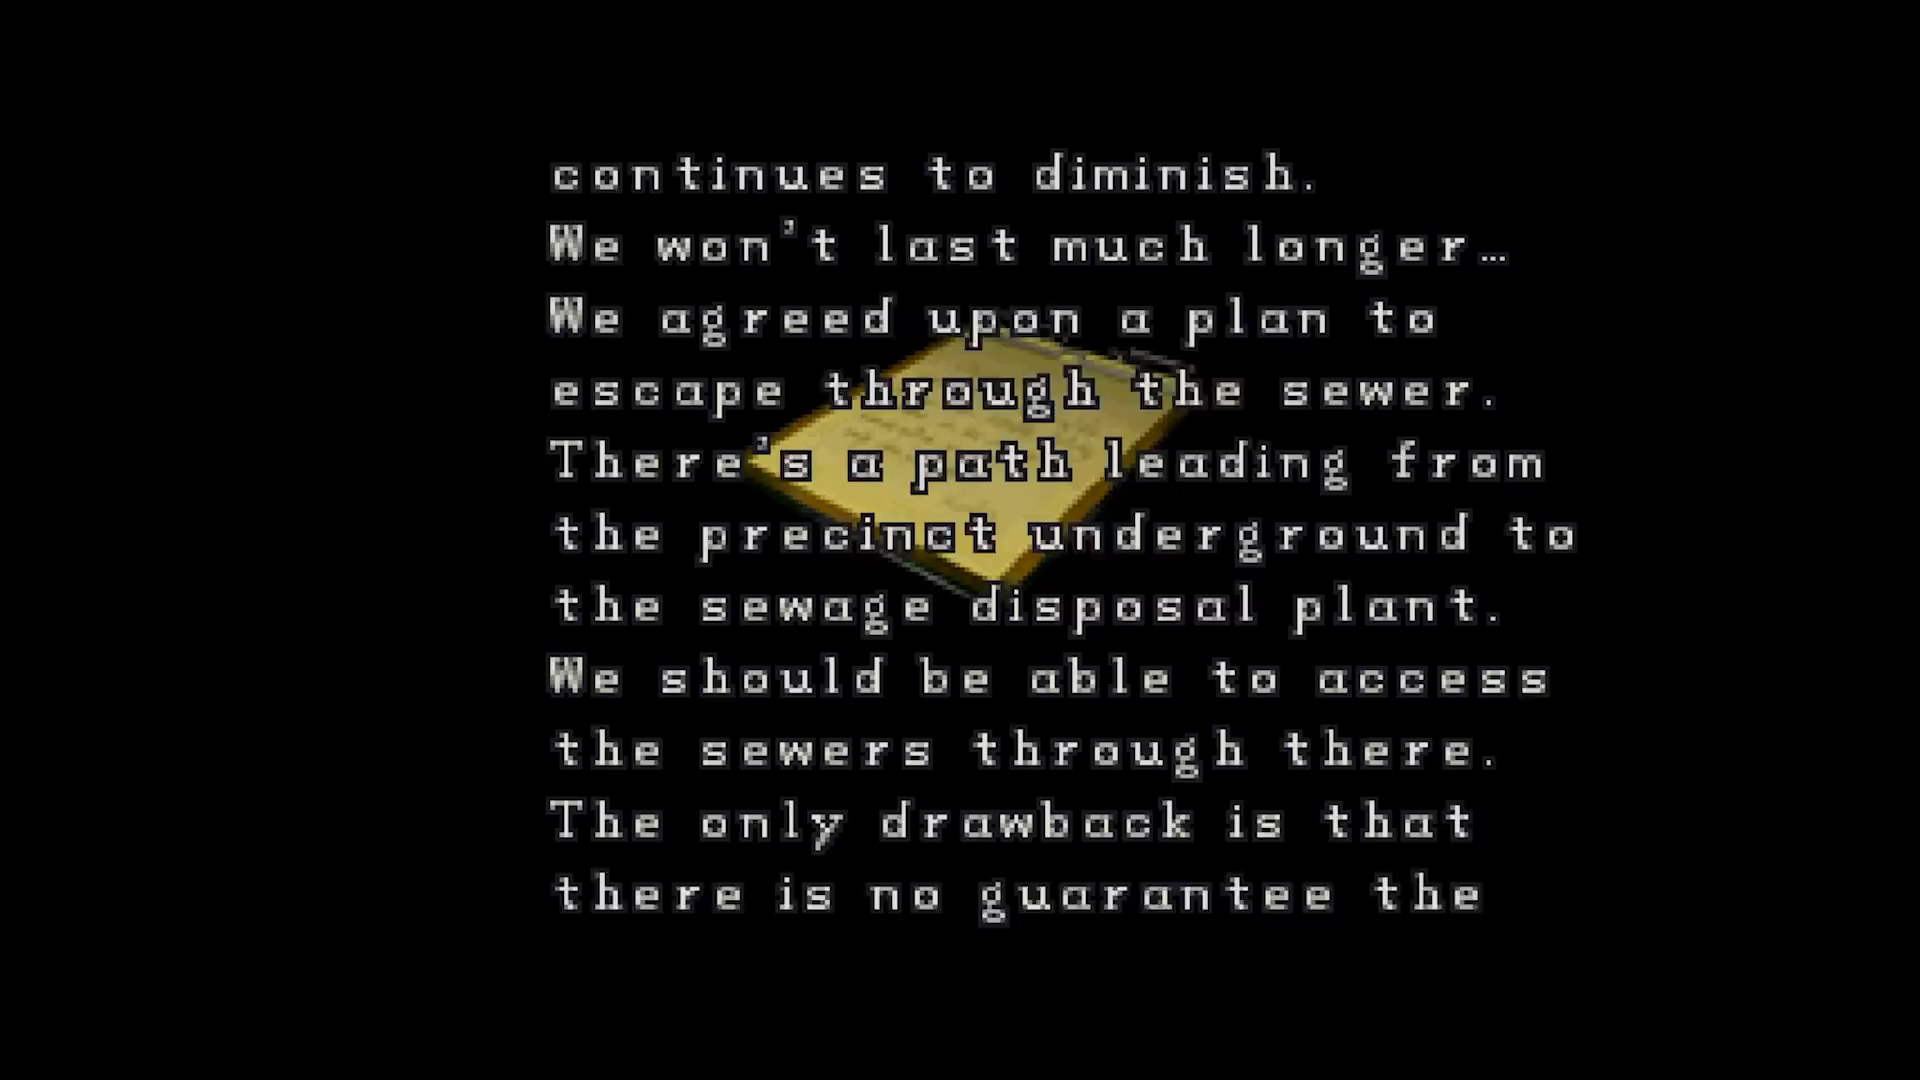 continues to diminish.
We won't last much longer…
We agreed upon a plan to
escape through the sewer.
There's a path leading from
the precinct underground to
the sewage disposal plant.
We should be able to access
the sewers through there.
The only drawback is that
there is no guarantee the